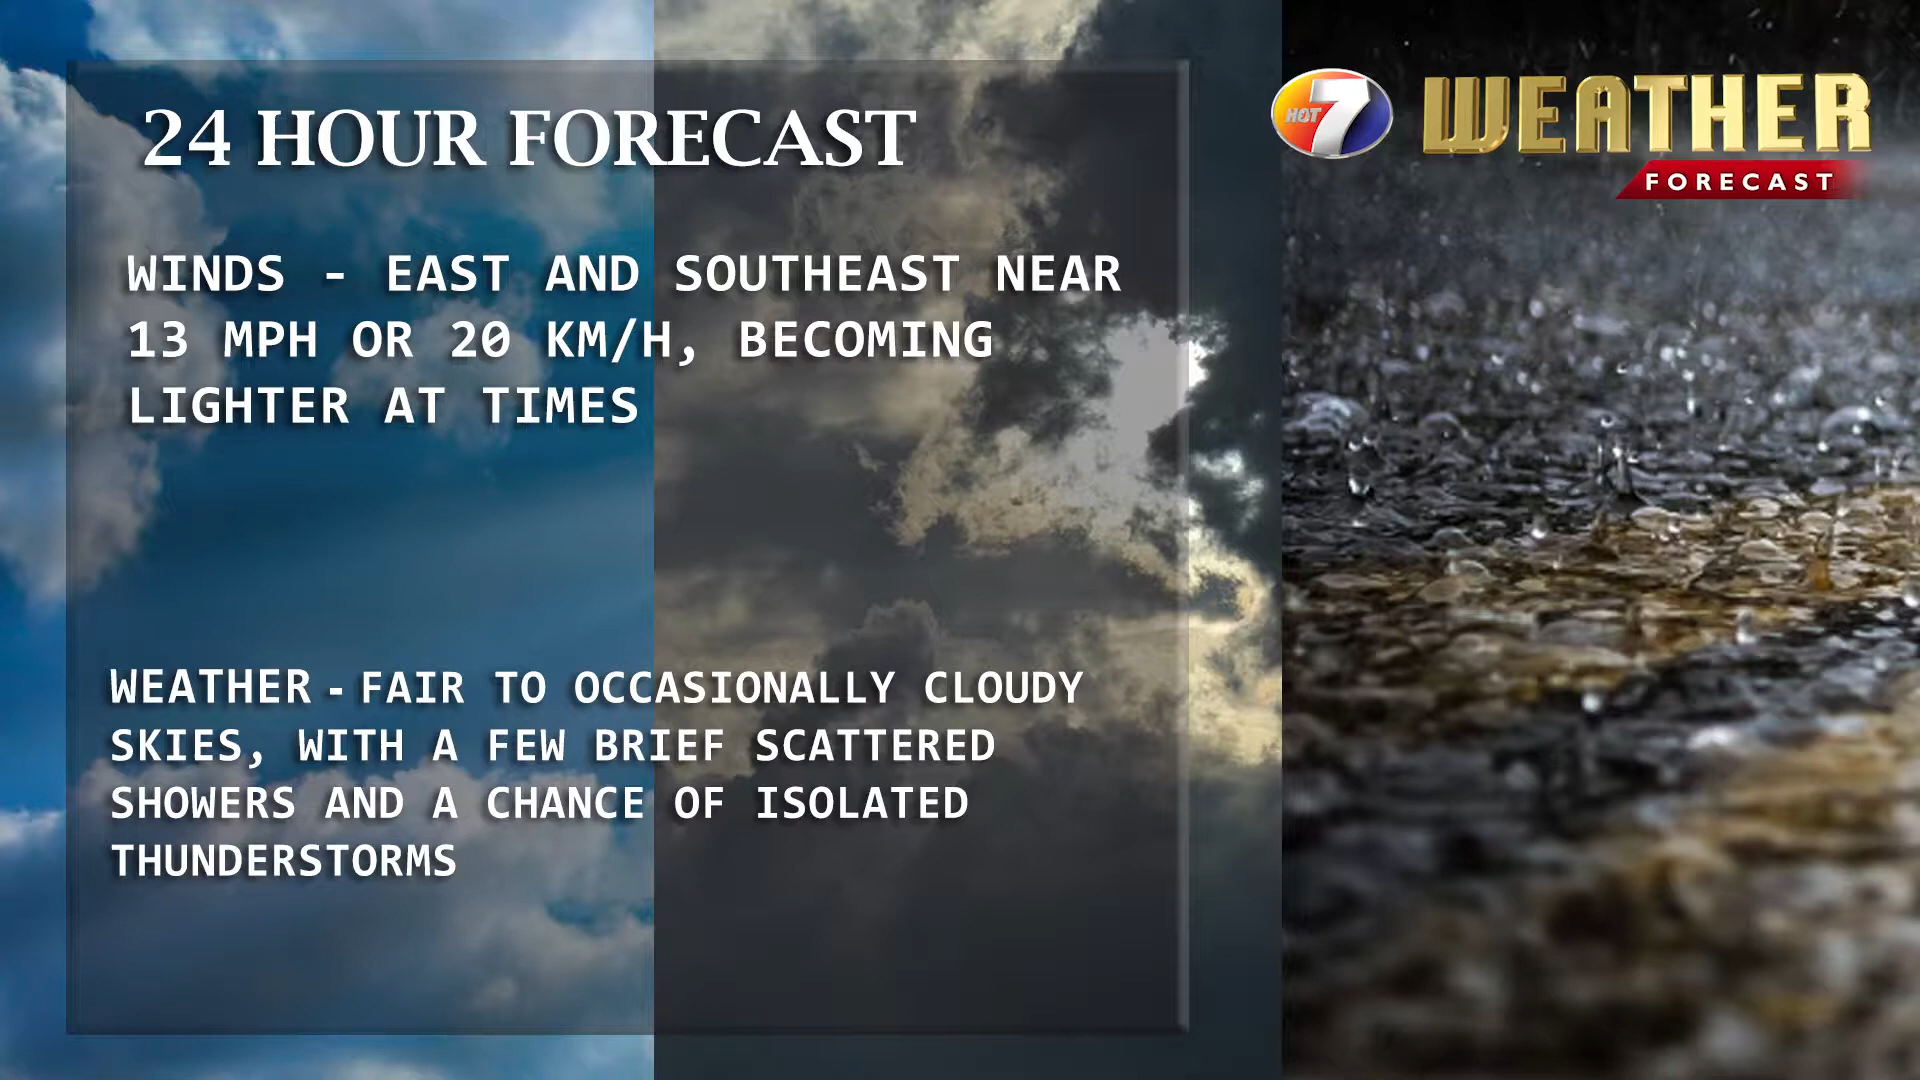 24 HOUR FORECAST
HOT 7 WEATHER
FORECAST
WINDS - EAST AND SOUTHEAST NEAR
13 MPH OR 20 KM/H, BECOMING
LIGHTER AT TIMES
WEATHER - FAIR TO OCCASIONALLY CLOUDY
SKIES, WITH A FEW BRIEF SCATTERED
SHOWERS AND A CHANCE OF ISOLATED
THUNDERSTORMS